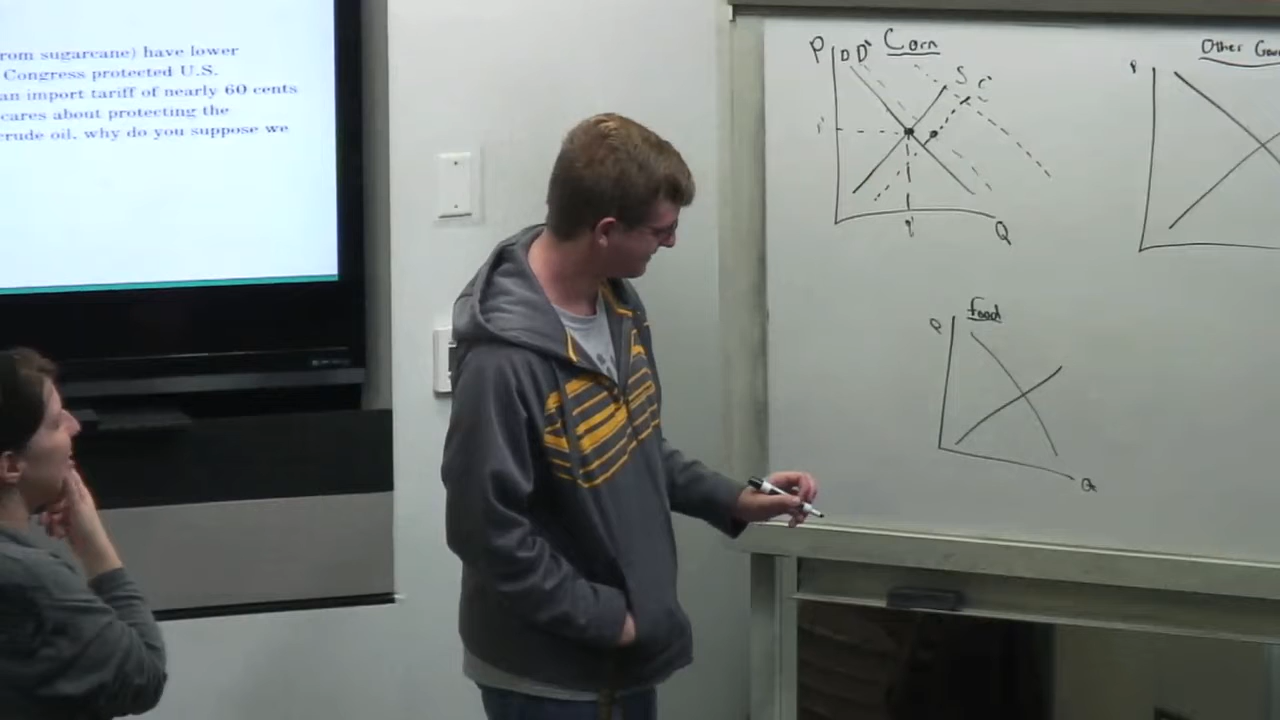 rom sugarcane) have lower
Congress protected U.S.
an import tariff of nearly 60 cents
cares about protecting the
crude oil, why do you suppose we
P D D' Corn
S S'
P'
q'
Q
Other
P
Food
P
Q